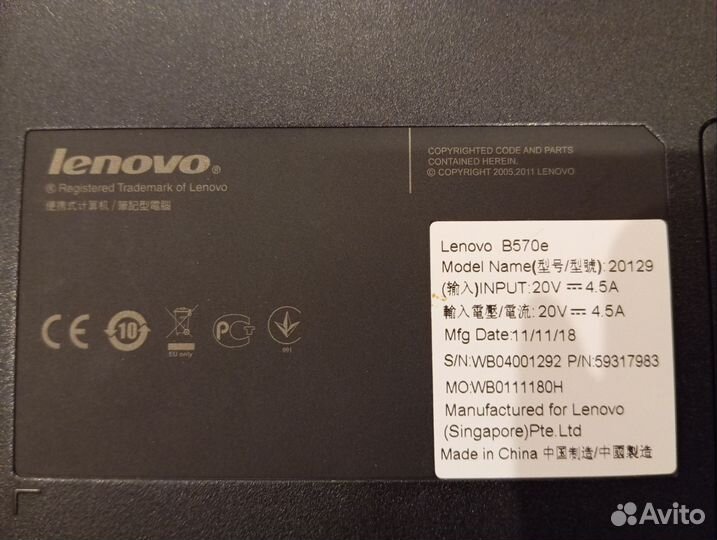 lenovo®
® Registered Trademark of Lenovo
便携式计算机 / 筆記型電腦
COPYRIGHTED CODE AND PARTS
CONTAINED HEREIN.
© COPYRIGHT 2005,2011 LENOVO
CE
10
EU only
PCT
001
Lenovo B570e
Model Name(型号/型號): 20129
(输入)INPUT: 20V ⎓ 4.5A
輸入電壓/電流: 20V ⎓ 4.5A
Mfg Date:11/11/18
S/N:WB04001292 P/N:59317983
MO:WB0111180H
Manufactured for Lenovo
(Singapore)Pte.Ltd
Made in China 中国制造/中國製造
Avito